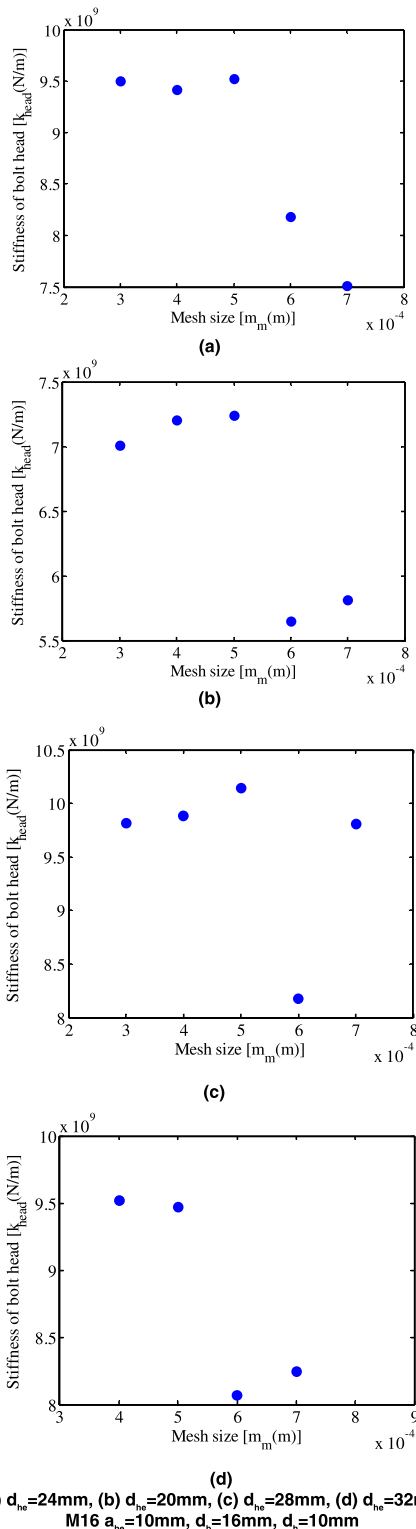 x 10^9
10
9.5
9
8.5
8
7.5
2 3 4 5 6 7 8
Stiffness of bolt head [k_head(N/m)]
Mesh size [m_m(m)]
x 10^-4
(a)
x 10^9
7.5
7
6.5
6
5.5
2 3 4 5 6 7 8
Stiffness of bolt head [k_head(N/m)]
Mesh size [m_m(m)]
x 10^-4
(b)
x 10^9
10.5
10
9.5
9
8.5
8
2 3 4 5 6 7 8
Stiffness of bolt head [k_head(N/m)]
Mesh size [m_m(m)]
x 10^-4
(c)
x 10^9
10
9.5
9
8.5
8
3 4 5 6 7 8 9
Stiffness of bolt head [k_head(N/m)]
Mesh size [m_m(m)]
x 10^-4
(d)
d_he=24mm, (b) d_he=20mm, (c) d_he=28mm, (d) d_he=32
M16 a_he=10mm, d_b=16mm, d_h=10mm